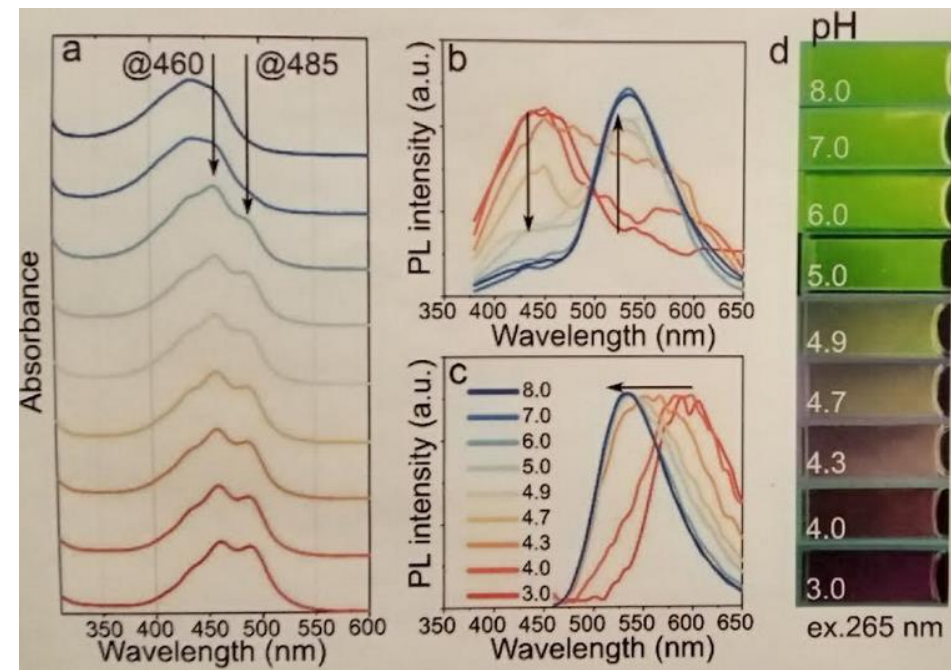 a
@460 @485
Absorbance
350 400 450 500 550 600
Wavelength (nm)
b
PL intensity (a.u.)
350 400 450 500 550 600 650
Wavelength (nm)
c
8.0
7.0
6.0
5.0
4.9
4.7
4.3
4.0
3.0
PL intensity (a.u.)
350 400 450 500 550 600 650
Wavelength (nm)
d
pH
8.0
7.0
6.0
5.0
4.9
4.7
4.3
4.0
3.0
ex.265 nm